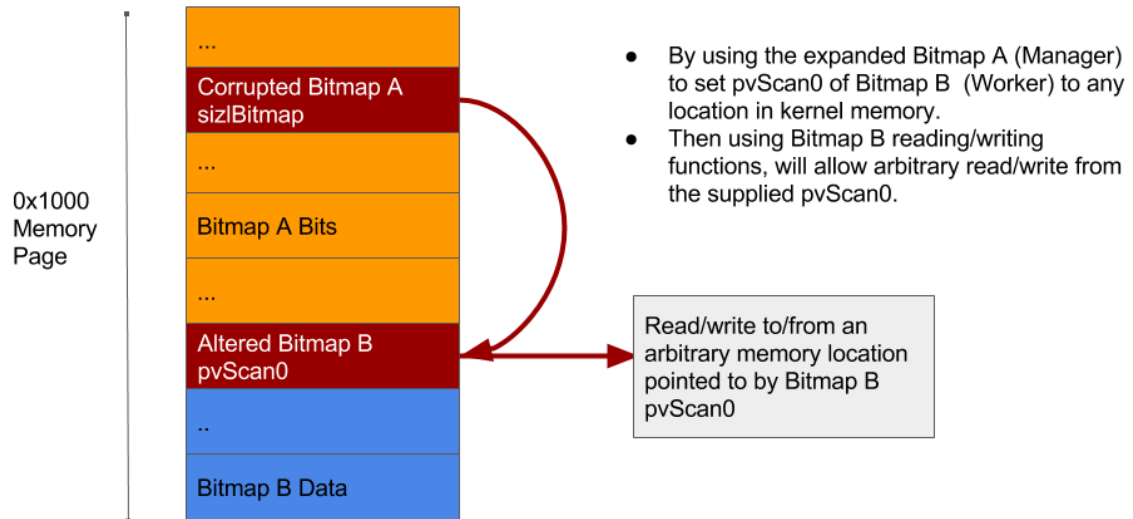 0x1000
Memory
Page
...
Corrupted Bitmap A
sizlBitmap
...
Bitmap A Bits
...
Altered Bitmap B
pvScan0
..
Bitmap B Data
● By using the expanded Bitmap A (Manager)
to set pvScan0 of Bitmap B (Worker) to any
location in kernel memory.
● Then using Bitmap B reading/writing
functions, will allow arbitrary read/write from
the supplied pvScan0.
Read/write to/from an
arbitrary memory location
pointed to by Bitmap B
pvScan0